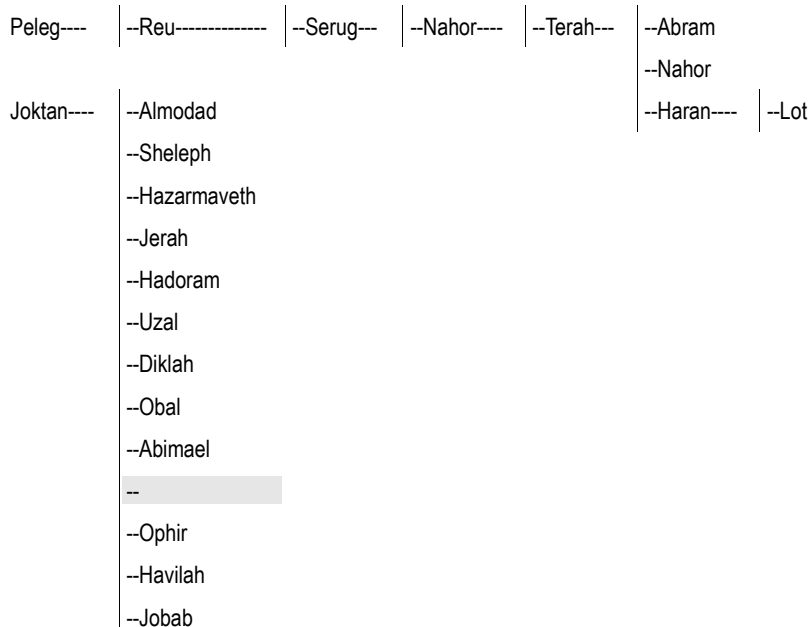 Peleg---- --Reu-------------- --Serug--- --Nahor---- --Terah--- --Abram
--Nahor
Joktan---- --Almodad --Haran---- --Lot
--Sheleph
--Hazarmaveth
--Jerah
--Hadoram
--Uzal
--Diklah
--Obal
--Abimael
--
--Ophir
--Havilah
--Jobab